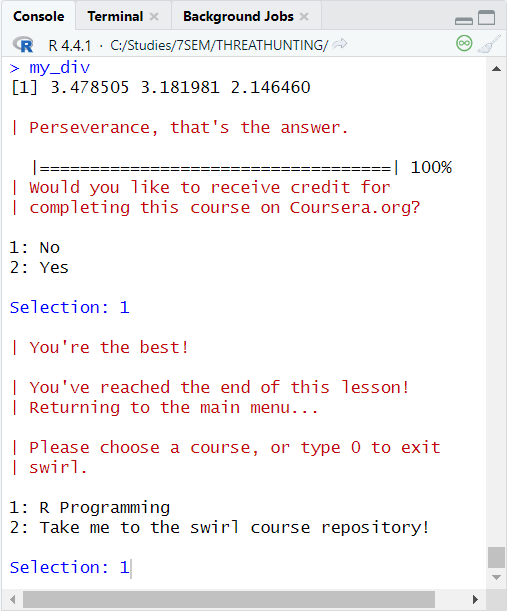 Console Terminal Background Jobs
R R 4.4.1 · C:/Studies/7SEM/THREATHUNTING/
> my_div
[1] 3.478505 3.181981 2.146460
| Perseverance, that's the answer.
|====================================| 100%
| Would you like to receive credit for
| completing this course on Coursera.org?
1: No
2: Yes
Selection: 1
| You're the best!
| You've reached the end of this lesson!
| Returning to the main menu...
| Please choose a course, or type 0 to exit
| swirl.
1: R Programming
2: Take me to the swirl course repository!
Selection: 1